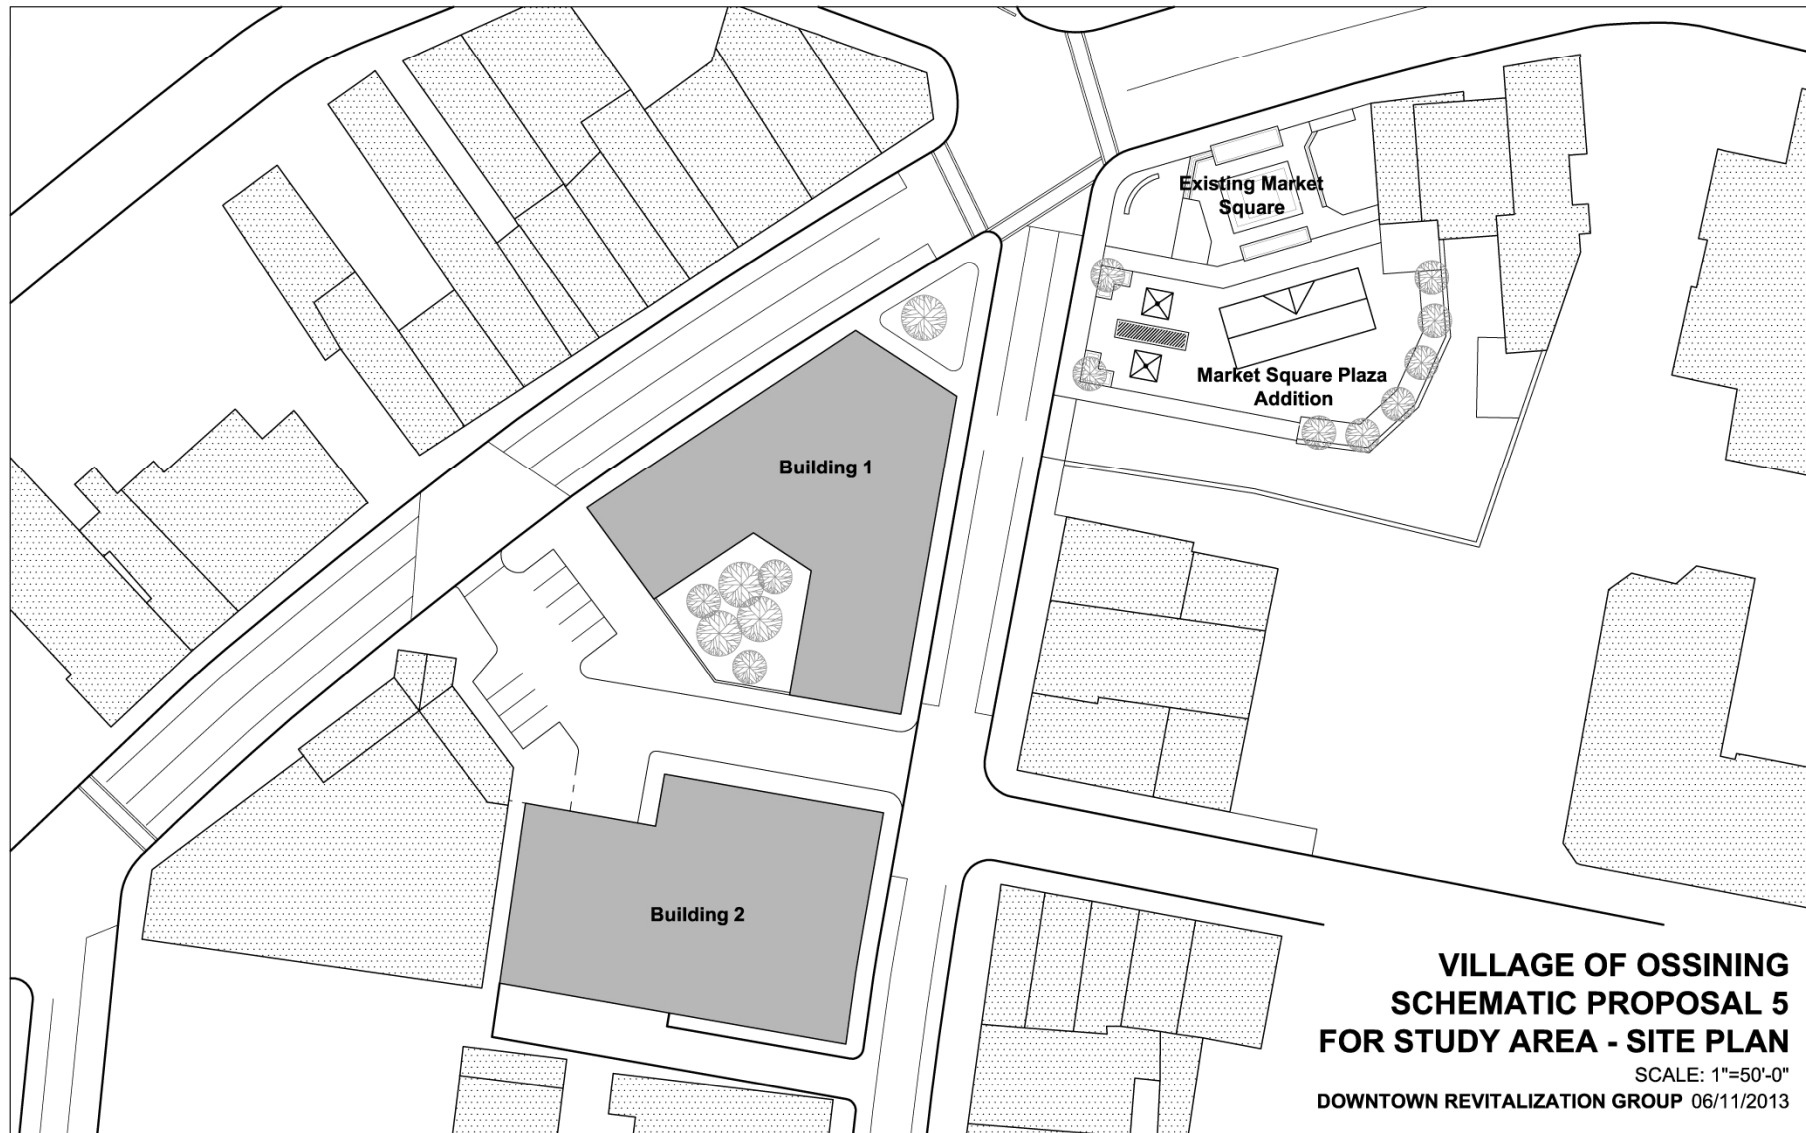 Existing Market
Square
Market Square Plaza
Addition
Building 1
Building 2
VILLAGE OF OSSINING
SCHEMATIC PROPOSAL 5
FOR STUDY AREA - SITE PLAN
SCALE: 1"=50'-0"
DOWNTOWN REVITALIZATION GROUP 06/11/2013